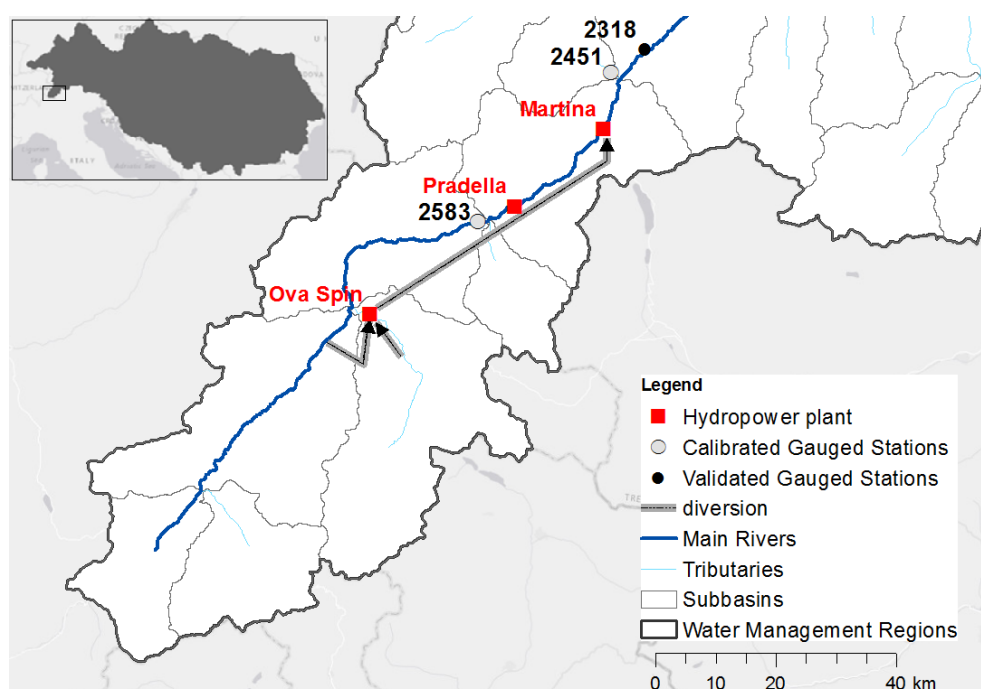 2318
2451
Martina
Pradella
2583
Ova Spin
Legend
Hydropower plant
Calibrated Gauged Stations
Validated Gauged Stations
diversion
Main Rivers
Tributaries
Subbasins
Water Management Regions
0 10 20 40 km